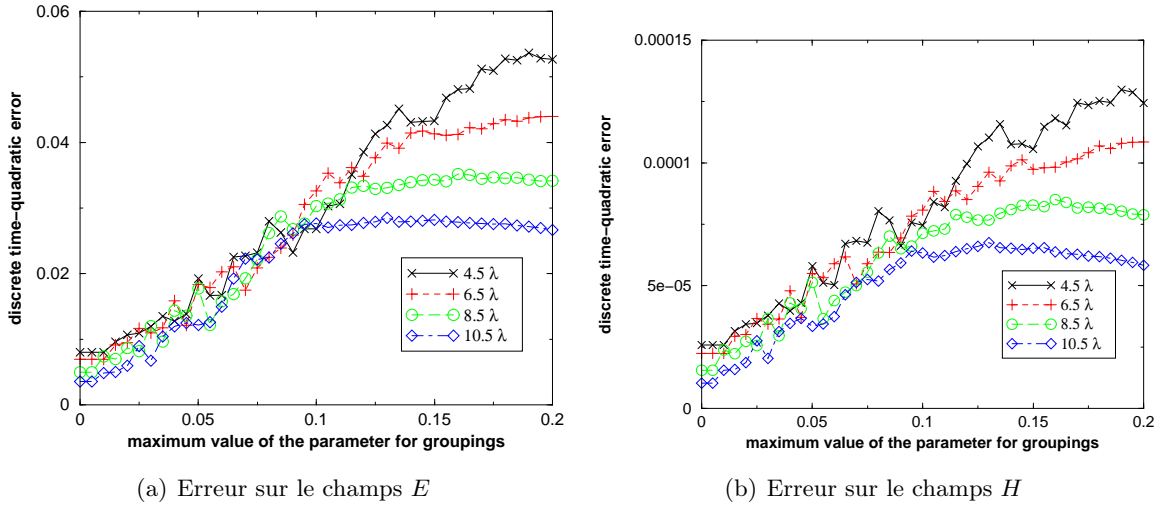 discrete time-quadratic error
0.06
0.04
0.02
0
0 0.05 0.1 0.15 0.2
maximum value of the parameter for groupings
4.5 λ
6.5 λ
8.5 λ
10.5 λ
(a) Erreur sur le champs E
discrete time-quadratic error
0.00015
0.0001
5e-05
0
0 0.05 0.1 0.15 0.2
maximum value of the parameter for groupings
4.5 λ
6.5 λ
8.5 λ
10.5 λ
(b) Erreur sur le champs H